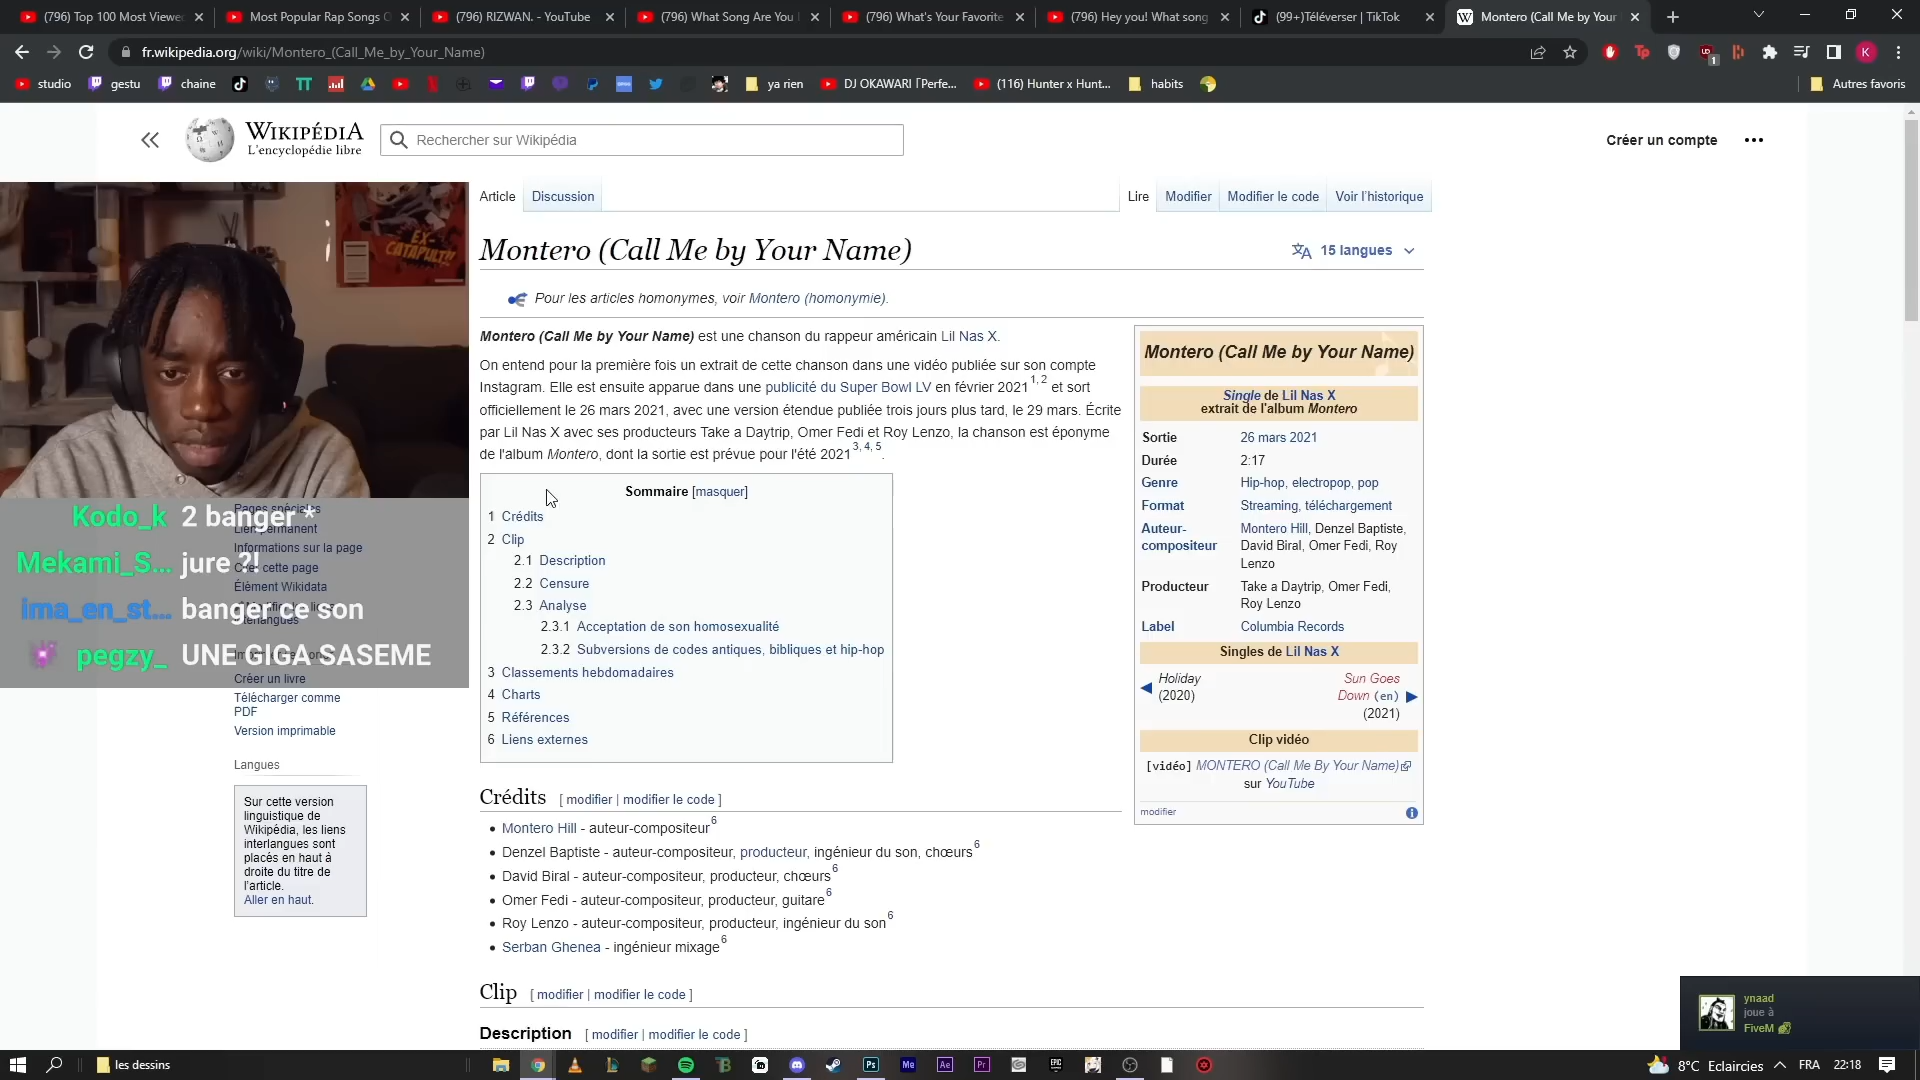 (796) Top 100 Most Viewe
Most Popular Rap Songs O
(796) RIZWAN. - YouTube
(796) What Song Are You
(796) What's Your Favorite
(796) Hey you! What song
(99+)Téléverser | TikTok
Montero (Call Me by Your
fr.wikipedia.org/wiki/Montero_(Call_Me_by_Your_Name)
studio
gestu
chaine
ya rien
DJ OKAWARI 「Perfe...
(116) Hunter x Hunt...
habits
Autres favoris
WIKIPÉDIA
L'encyclopédie libre
Rechercher sur Wikipédia
Créer un compte
Article
Discussion
Lire
Modifier
Modifier le code
Voir l'historique
EX-
CATAPULT!!
Montero (Call Me by Your Name)
15 langues
Pour les articles homonymes, voir Montero (homonymie).
Montero (Call Me by Your Name) est une chanson du rappeur américain Lil Nas X.
On entend pour la première fois un extrait de cette chanson dans une vidéo publiée sur son compte
Instagram. Elle est ensuite apparue dans une publicité du Super Bowl LV en février 2021 1, 2 et sort
officiellement le 26 mars 2021, avec une version étendue publiée trois jours plus tard, le 29 mars. Écrite
par Lil Nas X avec ses producteurs Take a Daytrip, Omer Fedi et Roy Lenzo, la chanson est éponyme
de l'album Montero, dont la sortie est prévue pour l'été 2021 3, 4, 5.
Sommaire [masquer]
1 Crédits
2 Clip
2.1 Description
2.2 Censure
2.3 Analyse
2.3.1 Acceptation de son homosexualité
2.3.2 Subversions de codes antiques, bibliques et hip-hop
3 Classements hebdomadaires
4 Charts
5 Références
6 Liens externes
Montero (Call Me by Your Name)
Single de Lil Nas X
extrait de l'album Montero
Sortie 26 mars 2021
Durée 2:17
Genre Hip-hop, electropop, pop
Format Streaming, téléchargement
Auteur-compositeur Montero Hill, Denzel Baptiste,
David Biral, Omer Fedi, Roy
Lenzo
Producteur Take a Daytrip, Omer Fedi,
Roy Lenzo
Label Columbia Records
Singles de Lil Nas X
Holiday
(2020)
Sun Goes
Down (en)
(2021)
Clip vidéo
[vidéo] MONTERO (Call Me By Your Name)
sur YouTube
modifier
Pages spéciales
Kodo_k 2 banger *
Lien permanent
Informations sur la page
Mekami_S... jure ?!
Citer cette page
Élément Wikidata
ima_en_st... banger ce son
interlangues
pegzy_ UNE GIGA SASEME
Créer un livre
Télécharger comme
PDF
Version imprimable
Langues
Sur cette version
linguistique de
Wikipédia, les liens
interlangues sont
placés en haut à
droite du titre de
l'article.
Aller en haut.
Crédits [ modifier | modifier le code ]
Montero Hill - auteur-compositeur 6
Denzel Baptiste - auteur-compositeur, producteur, ingénieur du son, chœurs 6
David Biral - auteur-compositeur, producteur, chœurs 6
Omer Fedi - auteur-compositeur, producteur, guitare 6
Roy Lenzo - auteur-compositeur, producteur, ingénieur du son 6
Serban Ghenea - ingénieur mixage 6
Clip [ modifier | modifier le code ]
Description [ modifier | modifier le code ]
ynaad
joue à
FiveM
les dessins
8°C Eclaircies
FRA
22:18